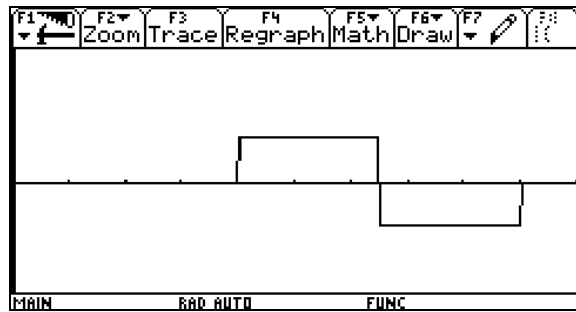 F1 F2 F3 F4 F5 F6 F7
Zoom Trace Regraph Math Draw
MAIN RAD AUTO FUNC